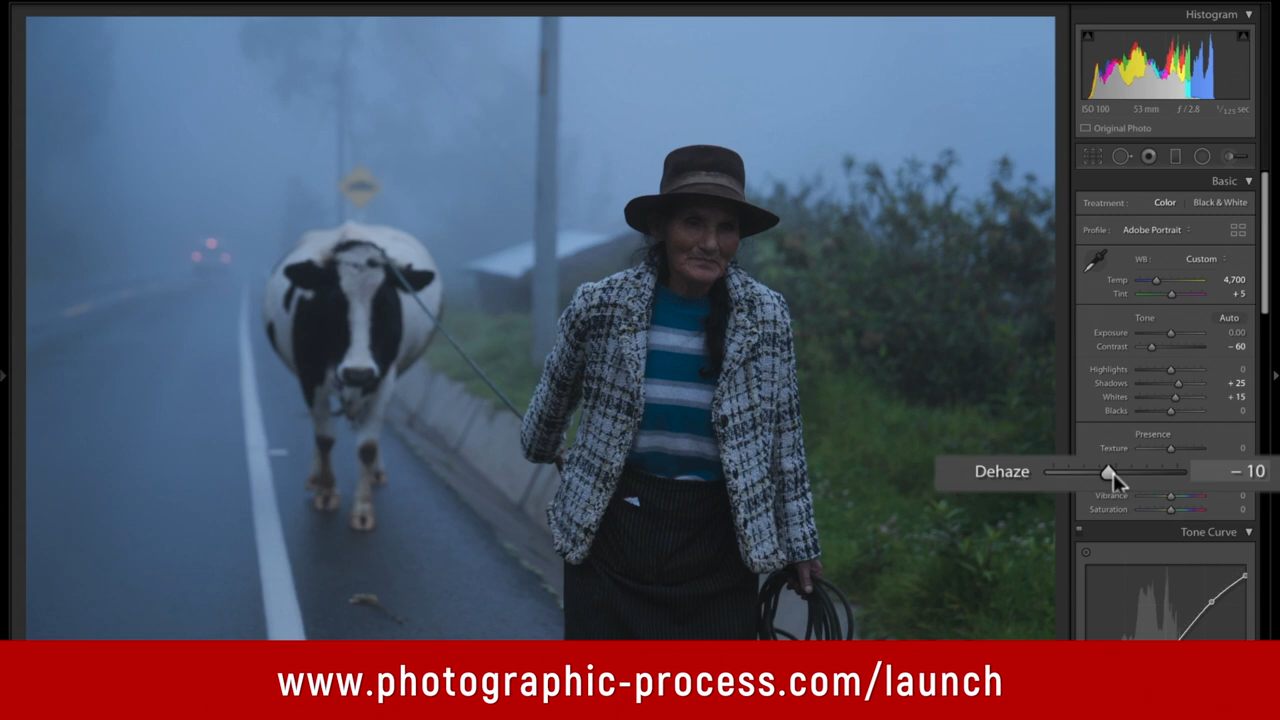 Histogram
ISO 100 53 mm ƒ / 2.8 1/125 sec
Original Photo
Basic
Treatment : Color Black & White
Profile : Adobe Portrait
WB : Custom
Temp 4,700
Tint + 5
Tone Auto
Exposure 0.00
Contrast – 60
Highlights 0
Shadows + 25
Whites + 15
Blacks 0
Presence
Texture 0
Dehaze – 10
Vibrance 0
Saturation 0
Tone Curve
www.photographic-process.com/launch